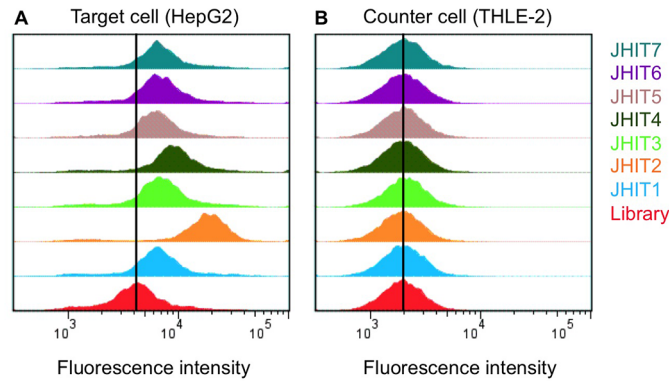 A Target cell (HepG2)
B Counter cell (THLE-2)
JHIT7
JHIT6
JHIT5
JHIT4
JHIT3
JHIT2
JHIT1
Library
10³ 10⁴ 10⁵
10³ 10⁴ 10⁵
Fluorescence intensity
Fluorescence intensity